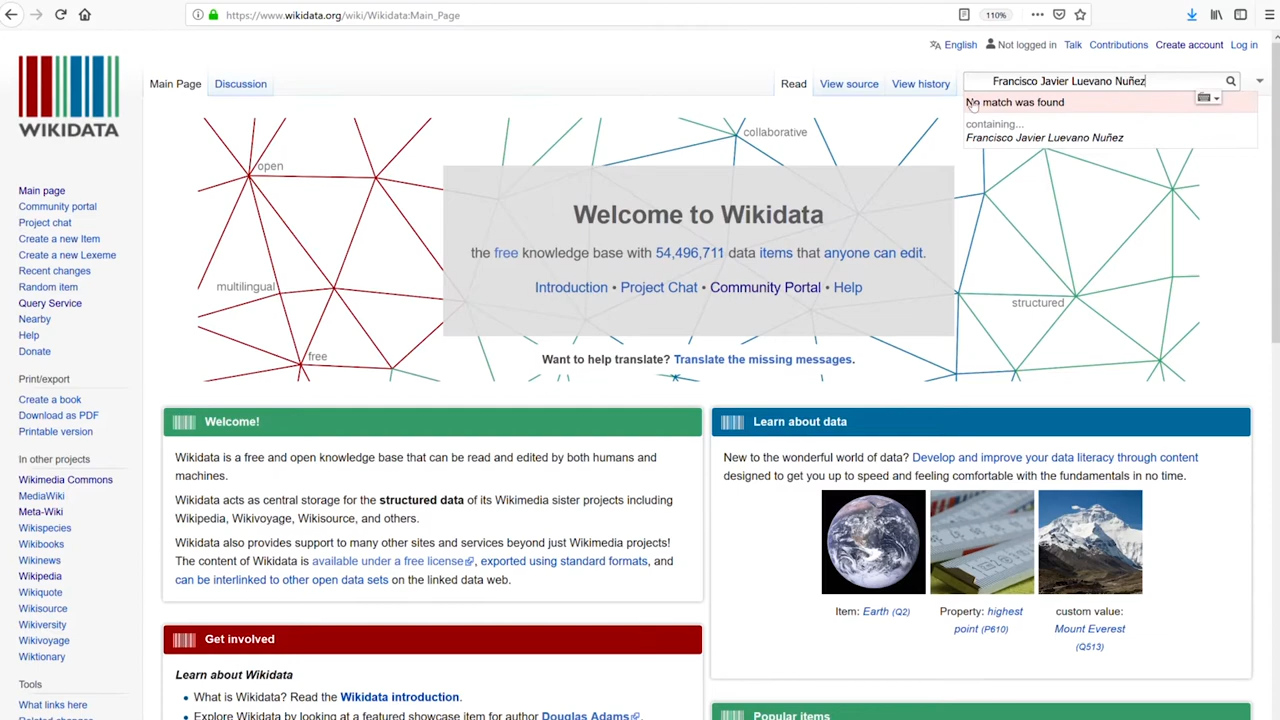 https://www.wikidata.org/wiki/Wikidata:Main_Page
110%
English Not logged in Talk Contributions Create account Log in
WIKIDATA
Main Page Discussion Read View source View history
Francisco Javier Luevano Nuñez
No match was found
containing...
Francisco Javier Luevano Nuñez
Main page
Community portal
Project chat
Create a new Item
Create a new Lexeme
Recent changes
Random item
Query Service
Nearby
Help
Donate
Print/export
Create a book
Download as PDF
Printable version
In other projects
Wikimedia Commons
MediaWiki
Meta-Wiki
Wikispecies
Wikibooks
Wikinews
Wikipedia
Wikiquote
Wikisource
Wikiversity
Wikivoyage
Wiktionary
Tools
What links here
Related changes
collaborative
open
multilingual
free
structured
Welcome to Wikidata
the free knowledge base with 54,496,711 data items that anyone can edit.
Introduction • Project Chat • Community Portal • Help
Want to help translate? Translate the missing messages.
Welcome!
Wikidata is a free and open knowledge base that can be read and edited by both humans and
machines.
Wikidata acts as central storage for the structured data of its Wikimedia sister projects including
Wikipedia, Wikivoyage, Wikisource, and others.
Wikidata also provides support to many other sites and services beyond just Wikimedia projects!
The content of Wikidata is available under a free license, exported using standard formats, and
can be interlinked to other open data sets on the linked data web.
Get involved
Learn about Wikidata
• What is Wikidata? Read the Wikidata introduction.
• Explore Wikidata by looking at a featured showcase item for author Douglas Adams.
Learn about data
New to the wonderful world of data? Develop and improve your data literacy through content
designed to get you up to speed and feeling comfortable with the fundamentals in no time.
Item: Earth (Q2)
Property: highest
point (P610)
custom value:
Mount Everest
(Q513)
Popular items